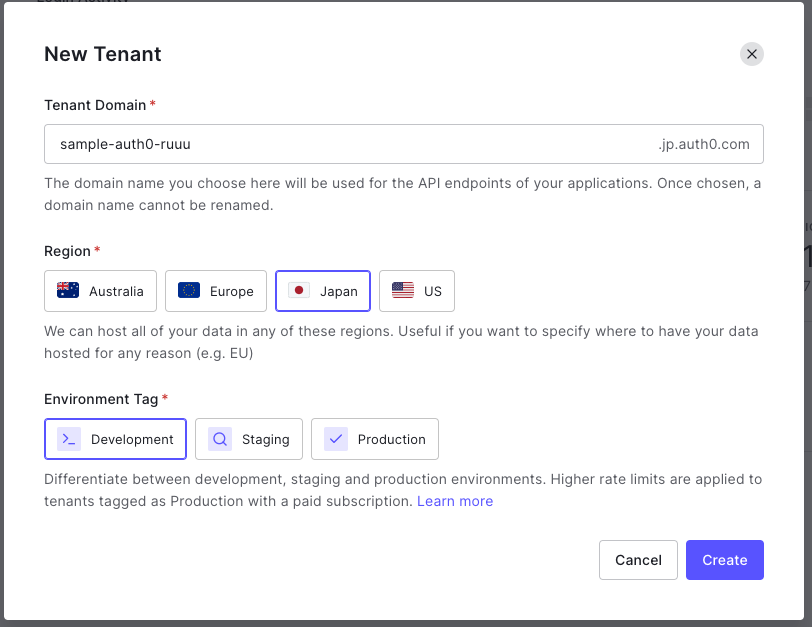 New Tenant
Tenant Domain *
sample-auth0-ruuu .jp.auth0.com
The domain name you choose here will be used for the API endpoints of your applications. Once chosen, a
domain name cannot be renamed.
Region *
Australia Europe Japan US
We can host all of your data in any of these regions. Useful if you want to specify where to have your data
hosted for any reason (e.g. EU)
Environment Tag *
Development Staging Production
Differentiate between development, staging and production environments. Higher rate limits are applied to
tenants tagged as Production with a paid subscription. Learn more
Cancel Create